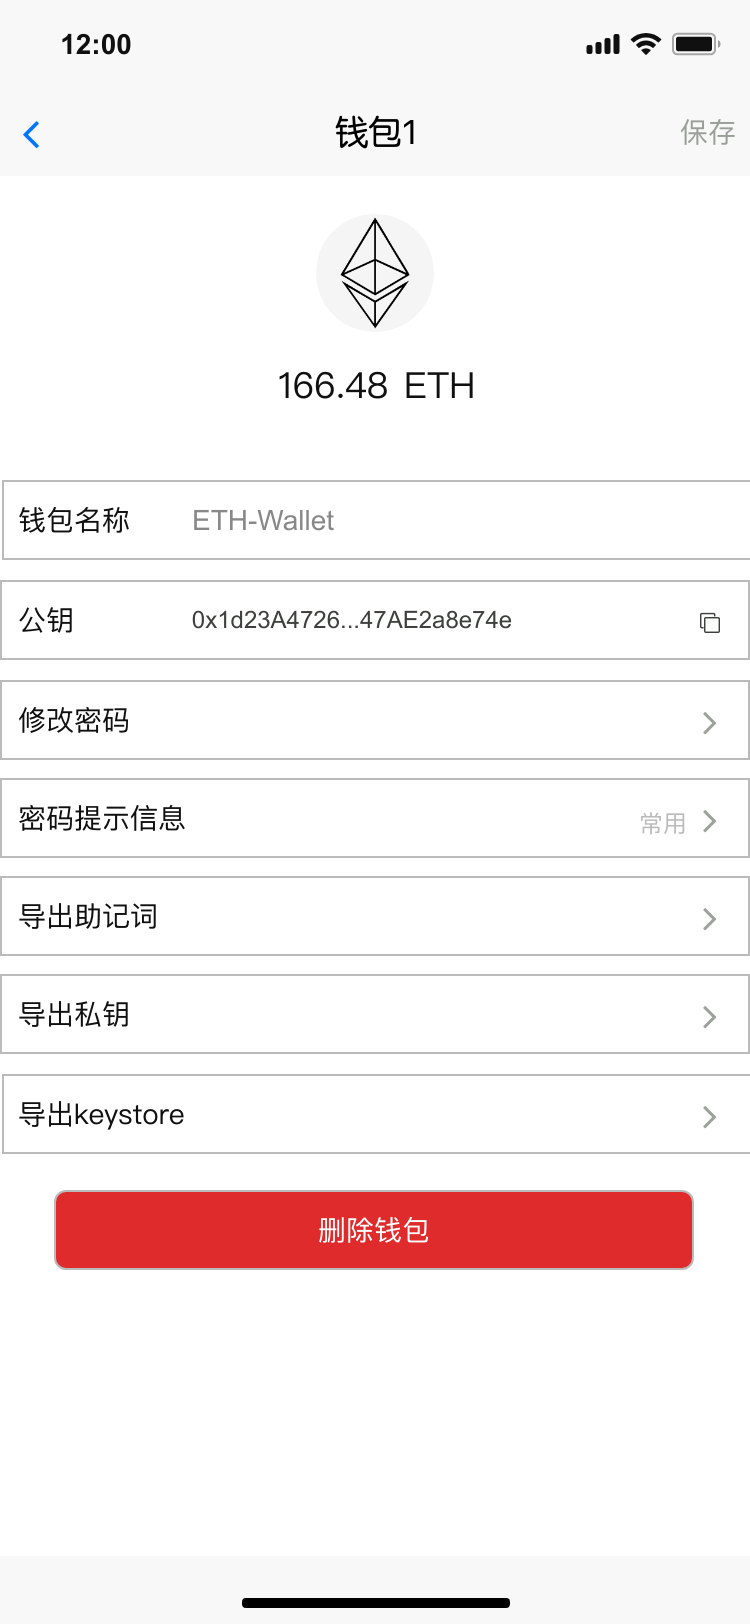 12:00
钱包1
保存
166.48 ETH
钱包名称 ETH-Wallet
公钥 0x1d23A4726...47AE2a8e74e
修改密码
密码提示信息 常用
导出助记词
导出私钥
导出keystore
删除钱包